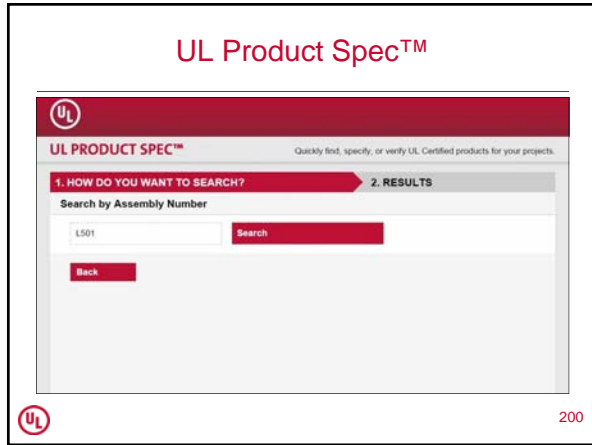 UL Product Spec™
UL
UL PRODUCT SPEC™ Quickly find, specify, or verify UL Certified products for your projects.
1. HOW DO YOU WANT TO SEARCH? 2. RESULTS
Search by Assembly Number
L501 Search
Back
UL 200